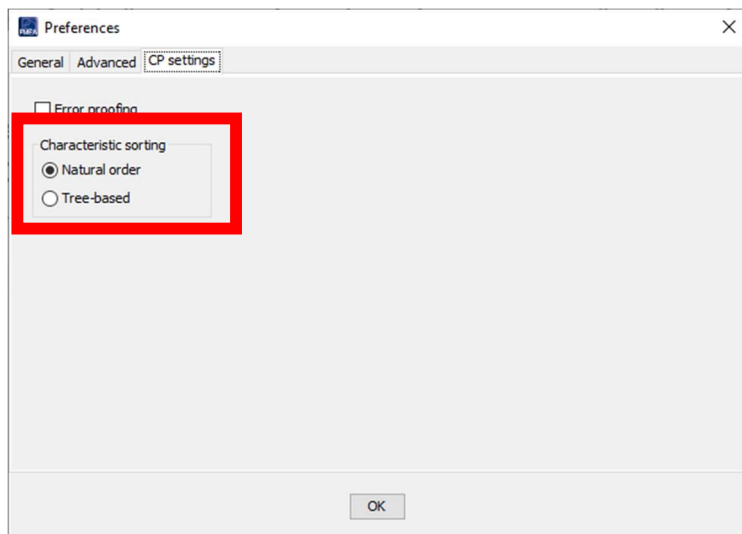 Preferences
General Advanced CP settings
Error proofing
Characteristic sorting
Natural order
Tree-based
OK